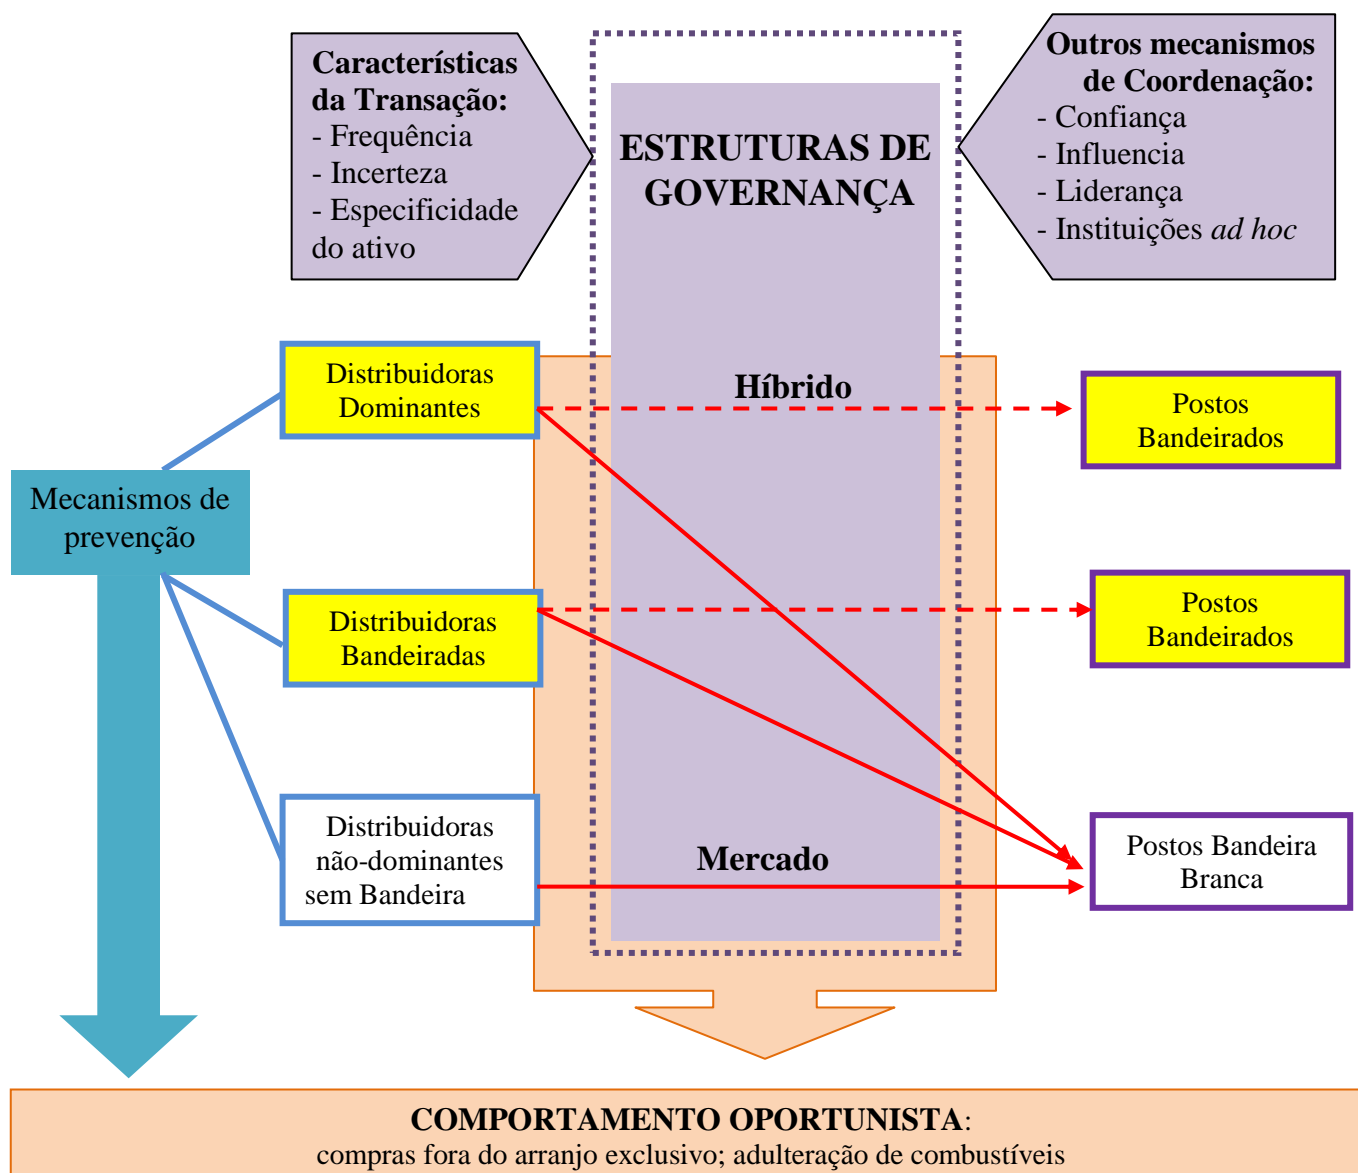 Características
da Transação:
- Frequência
- Incerteza
- Especificidade
do ativo
ESTRUTURAS DE
GOVERNANÇA
Outros mecanismos
de Coordenação:
- Confiança
- Influencia
- Liderança
- Instituições ad hoc
Distribuidoras
Dominantes
Híbrido
Postos
Bandeirados
Mecanismos de
prevenção
Distribuidoras
Bandeiradas
Postos
Bandeirados
Distribuidoras
não-dominantes
sem Bandeira
Mercado
Postos Bandeira
Branca
COMPORTAMENTO OPORTUNISTA:
compras fora do arranjo exclusivo; adulteração de combustíveis